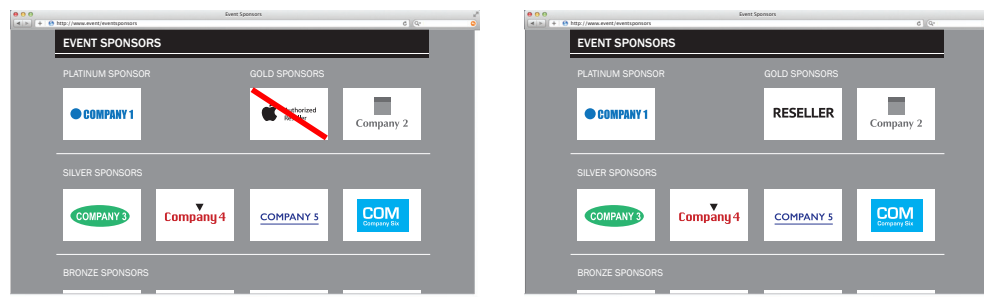 Event Sponsors
http://www.event/eventsponsors
EVENT SPONSORS
PLATINUM SPONSOR
GOLD SPONSORS
COMPANY 1
Authorized
Reseller
Company 2
SILVER SPONSORS
COMPANY 3
Company 4
COMPANY 5
COM
Company Six
BRONZE SPONSORS
Event Sponsors
http://www.event/eventsponsors
EVENT SPONSORS
PLATINUM SPONSOR
GOLD SPONSORS
COMPANY 1
RESELLER
Company 2
SILVER SPONSORS
COMPANY 3
Company 4
COMPANY 5
COM
Company Six
BRONZE SPONSORS